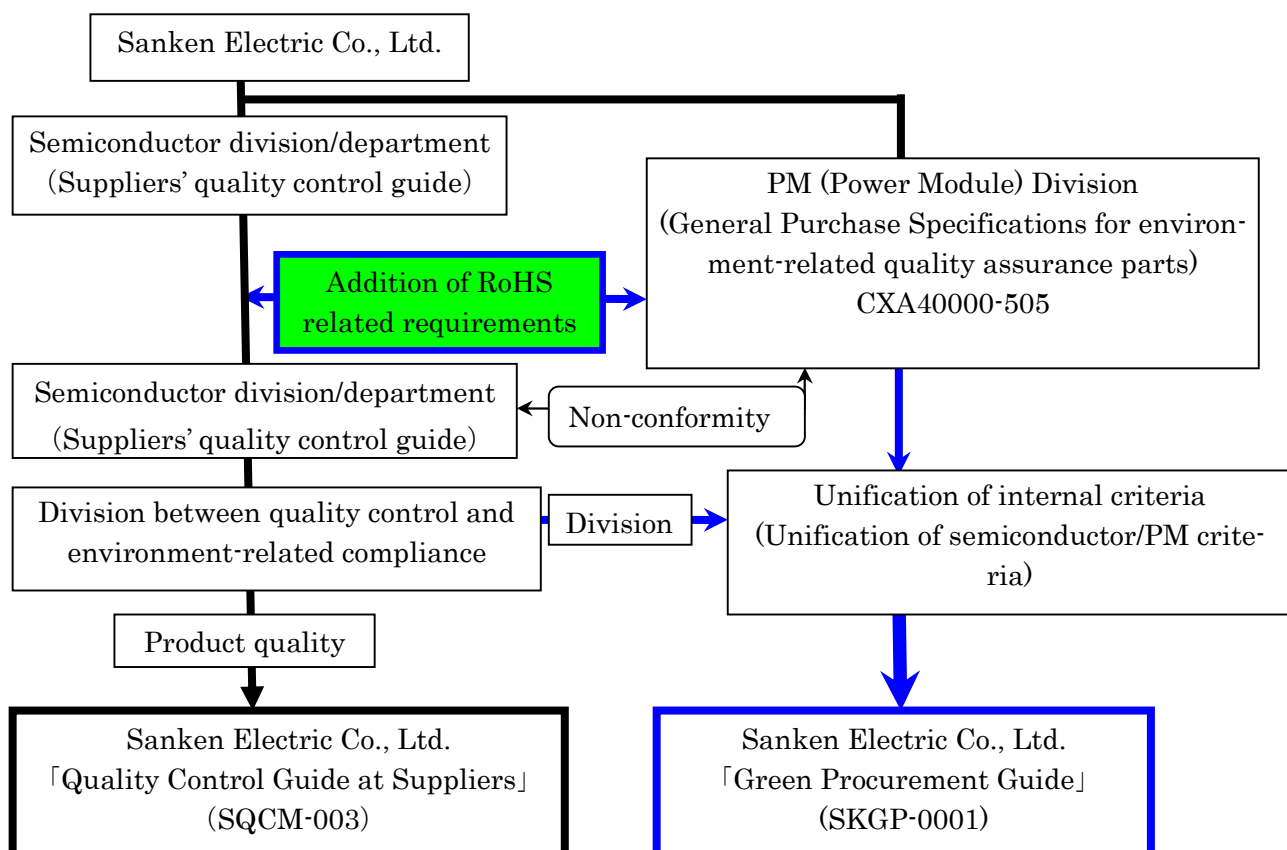 Sanken Electric Co., Ltd.
Semiconductor division/department
（Suppliers’ quality control guide）
PM (Power Module) Division
(General Purchase Specifications for environ-
ment-related quality assurance parts)
CXA40000-505
Addition of RoHS
related requirements
Semiconductor division/department
（Suppliers’ quality control guide）
Non-conformity
Division between quality control and
environment-related compliance
Division
Unification of internal criteria
(Unification of semiconductor/PM crite-
ria)
Product quality
Sanken Electric Co., Ltd.
「Quality Control Guide at Suppliers」
（SQCM-003）
Sanken Electric Co., Ltd.
「Green Procurement Guide」
(SKGP-0001)